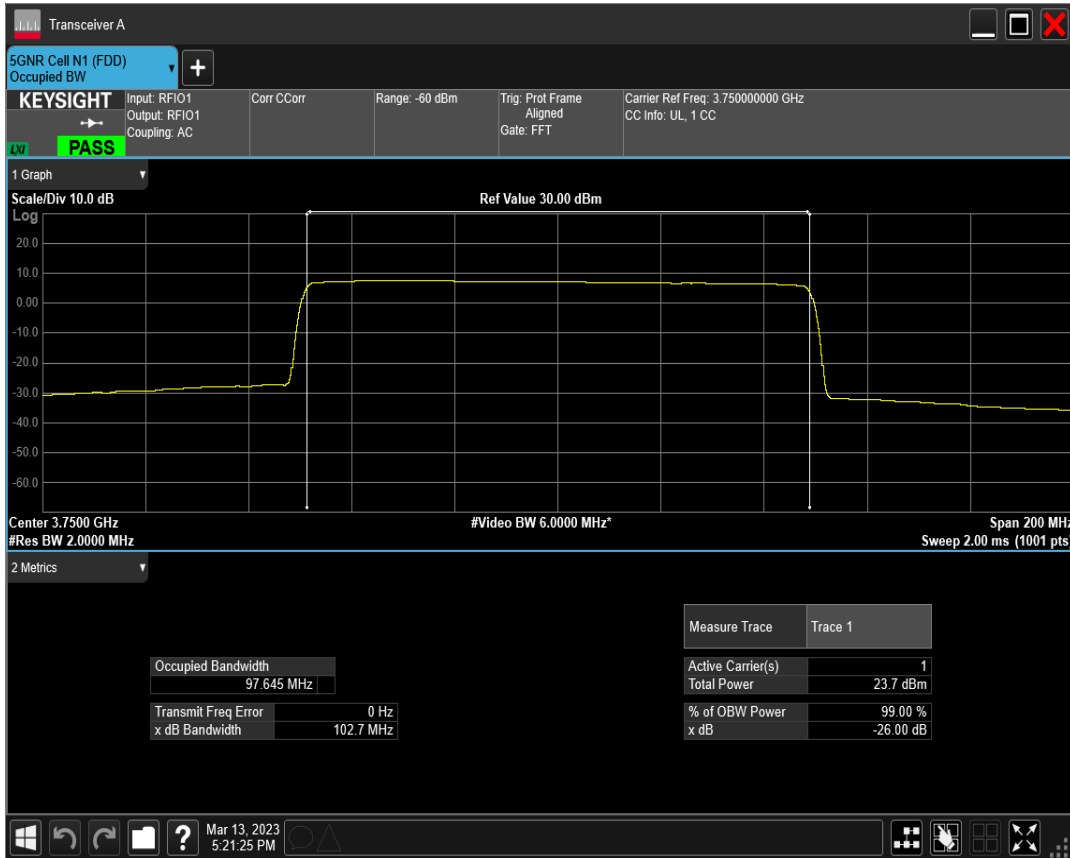 Transceiver A
5GNR Cell N1 (FDD)
Occupied BW
+
KEYSIGHT
LXI
PASS
Input: RFIO1
Output: RFIO1
Coupling: AC
Corr CCorr
Range: -60 dBm
Trig: Prot Frame
Aligned
Gate: FFT
Carrier Ref Freq: 3.750000000 GHz
CC Info: UL, 1 CC
1 Graph
Scale/Div 10.0 dB
Ref Value 30.00 dBm
Log
20.0
10.0
0.00
-10.0
-20.0
-30.0
-40.0
-50.0
-60.0
Center 3.7500 GHz
#Video BW 6.0000 MHz*
Span 200 MHz
#Res BW 2.0000 MHz
Sweep 2.00 ms (1001 pts)
2 Metrics
Measure Trace Trace 1
Occupied Bandwidth
97.645 MHz
Active Carrier(s) 1
Total Power 23.7 dBm
Transmit Freq Error 0 Hz
x dB Bandwidth 102.7 MHz
% of OBW Power 99.00 %
x dB -26.00 dB
?
Mar 13, 2023
5:21:25 PM